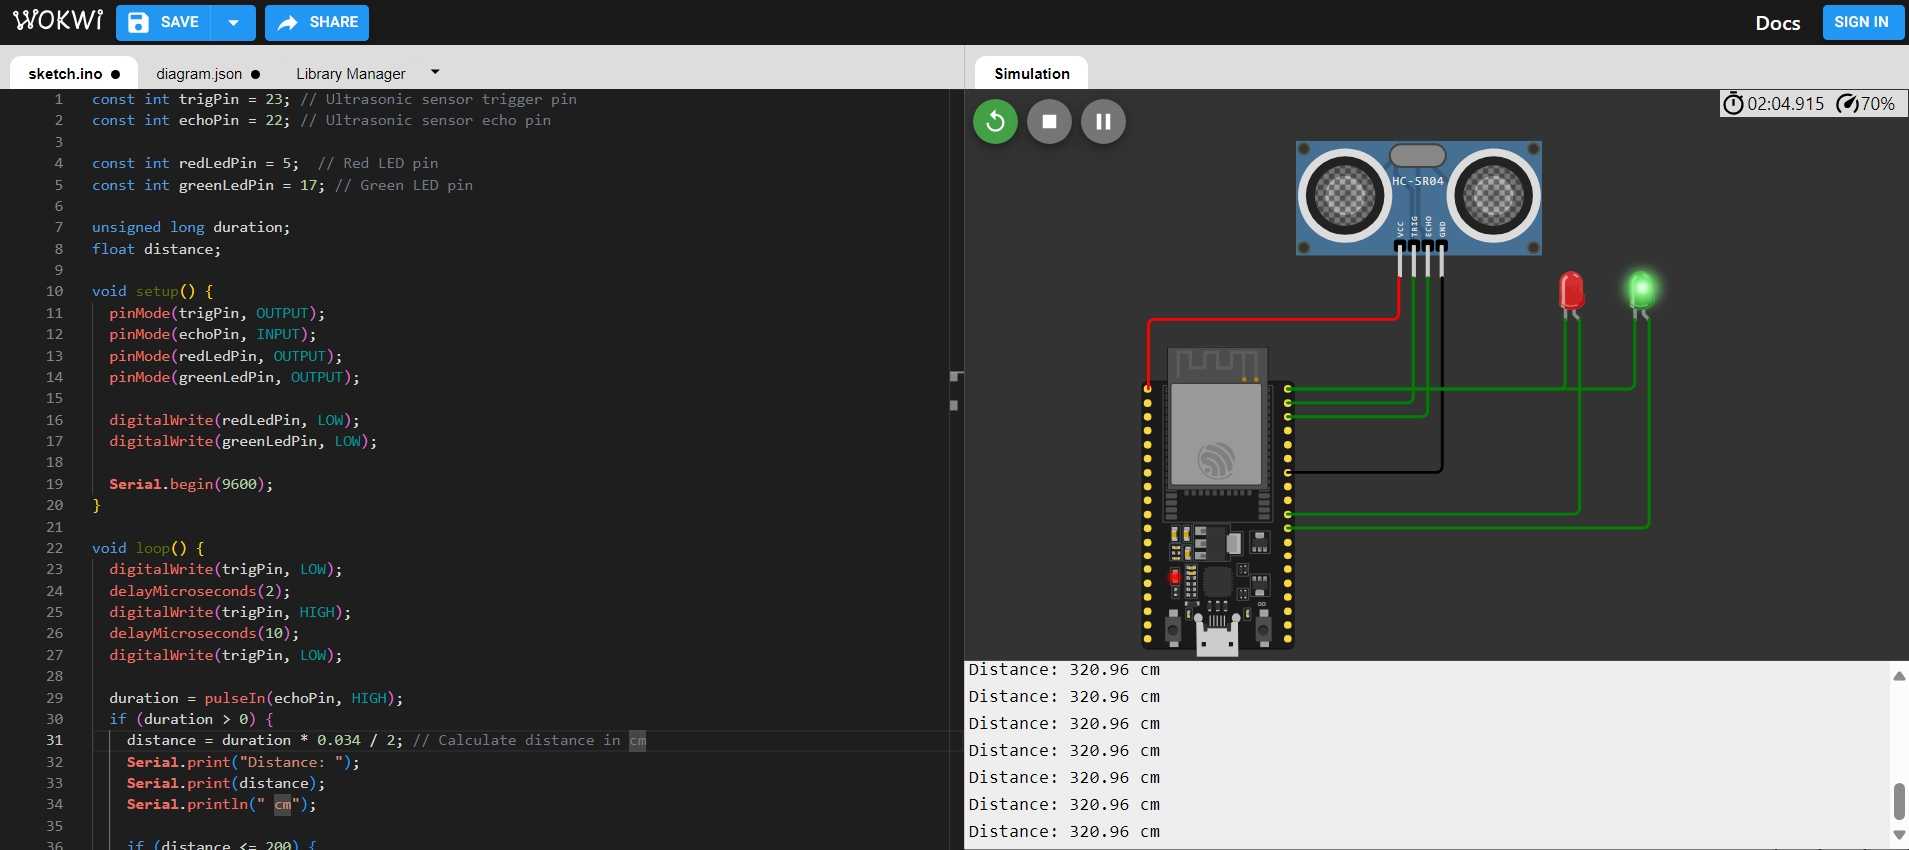 WOKWI SAVE SHARE Docs SIGN IN
sketch.ino diagram.json Library Manager
Simulation
02:04.915 70%
1 const int trigPin = 23; // Ultrasonic sensor trigger pin
2 const int echoPin = 22; // Ultrasonic sensor echo pin
3
4 const int redLedPin = 5;  // Red LED pin
5 const int greenLedPin = 17; // Green LED pin
6
7 unsigned long duration;
8 float distance;
9
10 void setup() {
11   pinMode(trigPin, OUTPUT);
12   pinMode(echoPin, INPUT);
13   pinMode(redLedPin, OUTPUT);
14   pinMode(greenLedPin, OUTPUT);
15
16   digitalWrite(redLedPin, LOW);
17   digitalWrite(greenLedPin, LOW);
18
19   Serial.begin(9600);
20 }
21
22 void loop() {
23   digitalWrite(trigPin, LOW);
24   delayMicroseconds(2);
25   digitalWrite(trigPin, HIGH);
26   delayMicroseconds(10);
27   digitalWrite(trigPin, LOW);
28
29   duration = pulseIn(echoPin, HIGH);
30   if (duration > 0) {
31     distance = duration * 0.034 / 2; // Calculate distance in cm
32     Serial.print("Distance: ");
33     Serial.print(distance);
34     Serial.println(" cm");
35
36     if (distance <= 200) {
HC-SR04
VCC
TRIG
ECHO
GND
Distance: 320.96 cm
Distance: 320.96 cm
Distance: 320.96 cm
Distance: 320.96 cm
Distance: 320.96 cm
Distance: 320.96 cm
Distance: 320.96 cm